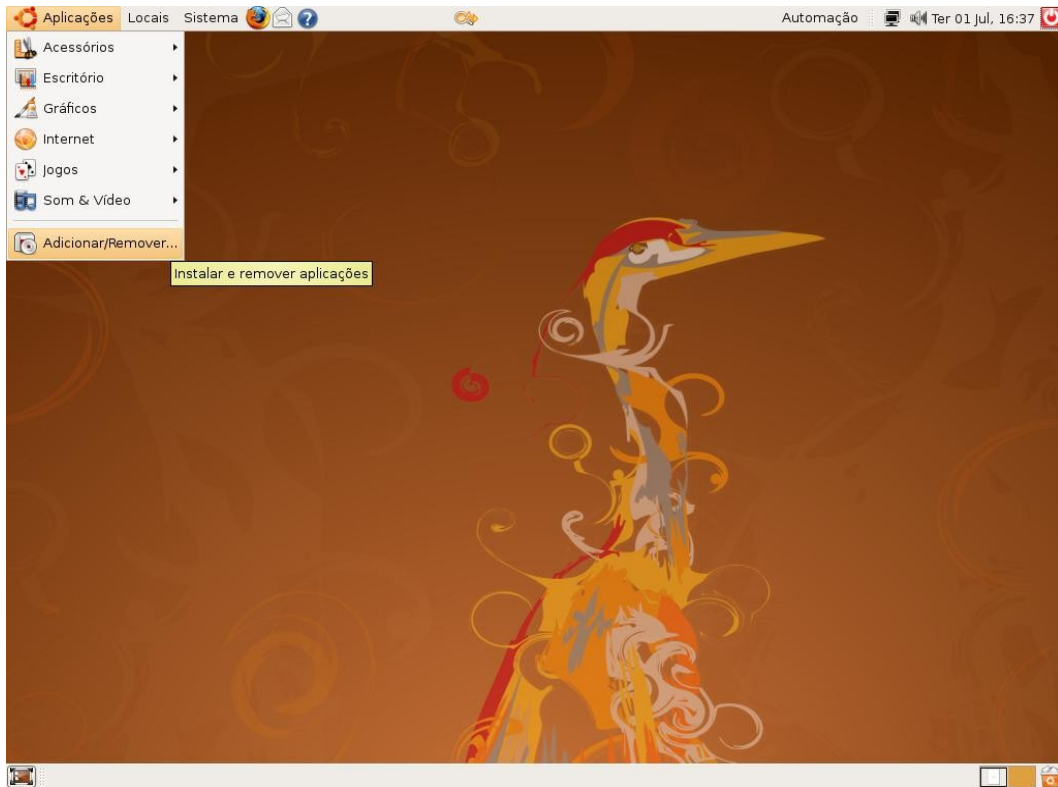 Aplicações Locais Sistema Automação Ter 01 Jul, 16:37
Acessórios
Escritório
Gráficos
Internet
Jogos
Som & Vídeo
Adicionar/Remover...
Instalar e remover aplicações